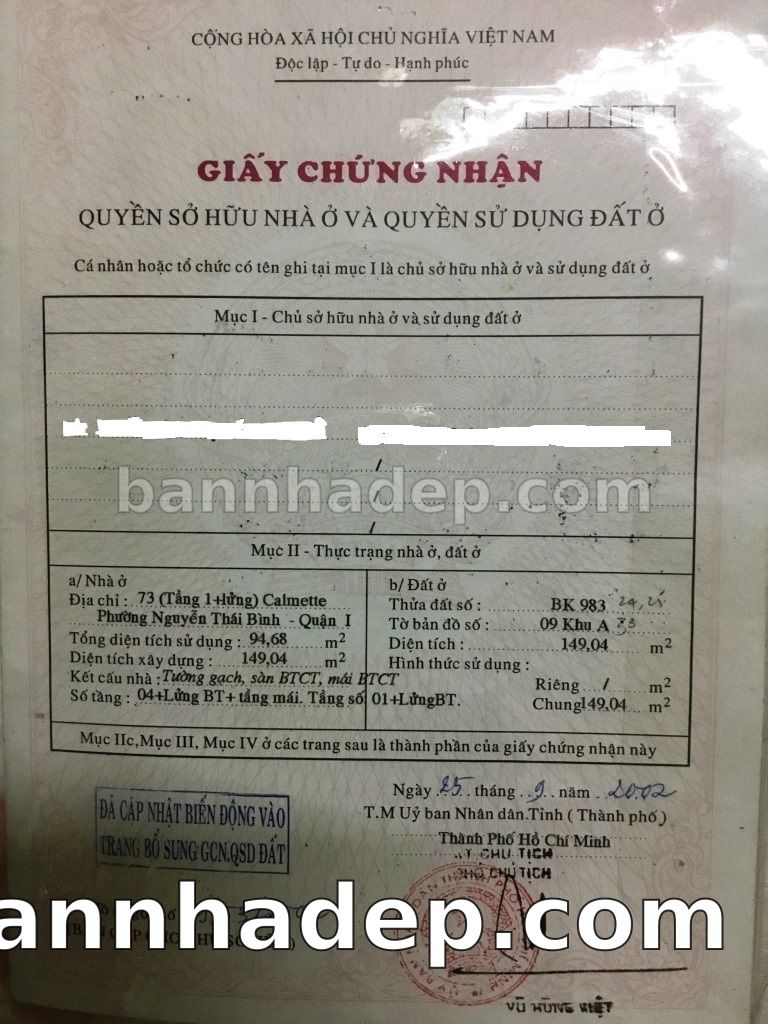 CỘNG HÒA XÃ HỘI CHỦ NGHĨA VIỆT NAM
Độc lập - Tự do - Hạnh phúc
GIẤY CHỨNG NHẬN
QUYỀN SỞ HỮU NHÀ Ở VÀ QUYỀN SỬ DỤNG ĐẤT Ở
Cá nhân hoặc tổ chức có tên ghi tại mục I là chủ sở hữu nhà ở và sử dụng đất ở
Mục I - Chủ sở hữu nhà ở và sử dụng đất ở
/
bannhadep.com
/
/
Mục II - Thực trạng nhà ở, đất ở
a/ Nhà ở
Địa chỉ : 73 (Tầng 1+lửng) Calmette
Phường Nguyễn Thái Bình - Quận I
Tổng diện tích sử dụng : 94,68 m²
Diện tích xây dựng : 149,04 m²
Kết cấu nhà : Tường gạch, sàn BTCT, mái BTCT
Số tầng : 04+Lửng BT+ tầng mái. Tầng số 01+LửngBT.
b/ Đất ở
Thửa đất số : BK 983
Tờ bản đồ số : 09 Khu A
Diện tích : 149,04 m²
Hình thức sử dụng :
Riêng / m²
Chung 149,04 m²
Mục IIc, Mục III, Mục IV ở các trang sau là thành phần của giấy chứng nhận này
Ngày 25 tháng 9 năm 2002
T.M Uỷ ban Nhân dân Tỉnh ( Thành phố )
Thành Phố Hồ Chí Minh
KT CHỦ TỊCH
PHÓ CHỦ TỊCH
ĐÃ CẬP NHẬT BIẾN ĐỘNG VÀO
TRANG BỔ SUNG GCN.QSD ĐẤT
annhadep.com
VŨ HÙNG VIỆT